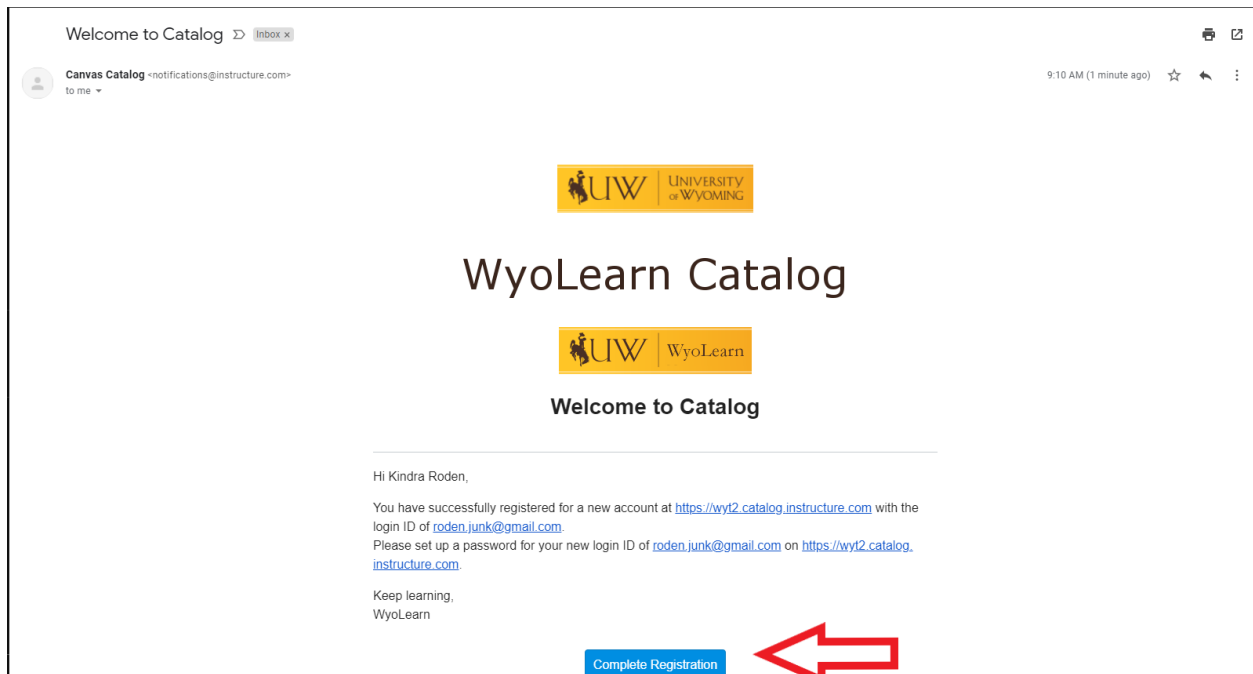 Welcome to Catalog Inbox x
Canvas Catalog <notifications@instructure.com> 9:10 AM (1 minute ago)
to me
UW UNIVERSITY OF WYOMING
WyoLearn Catalog
UW WyoLearn
Welcome to Catalog
Hi Kindra Roden,
You have successfully registered for a new account at https://wyt2.catalog.instructure.com with the
login ID of roden.junk@gmail.com.
Please set up a password for your new login ID of roden.junk@gmail.com on https://wyt2.catalog.
instructure.com.
Keep learning,
WyoLearn
Complete Registration